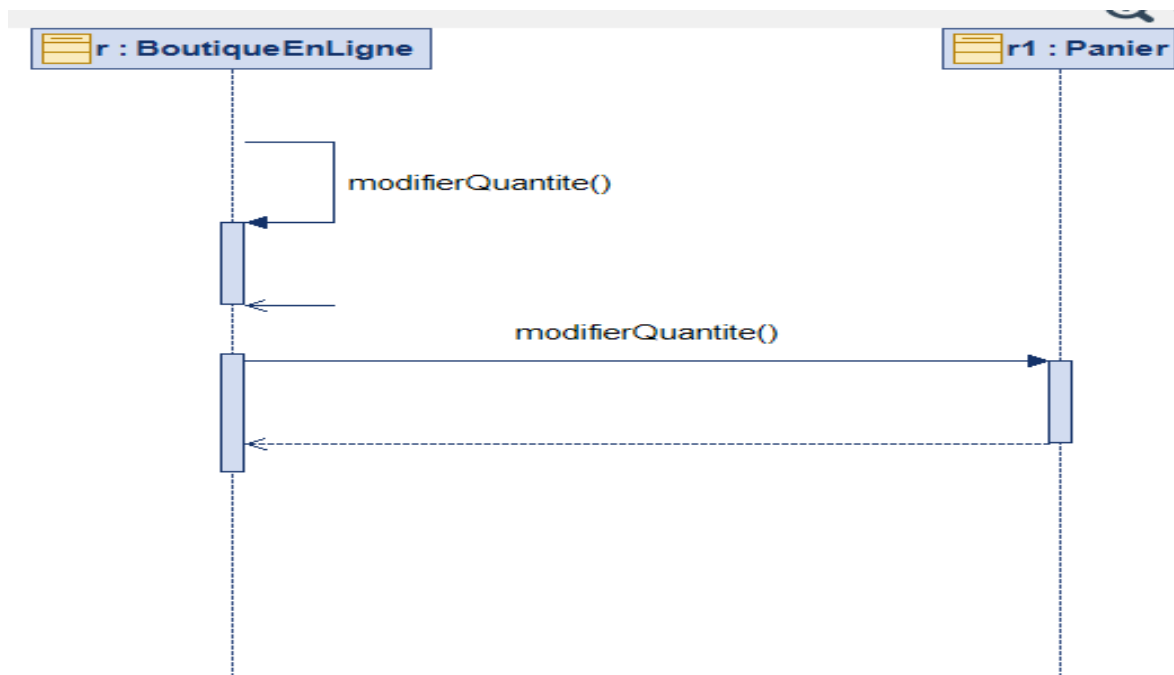 r : BoutiqueEnLigne
r1 : Panier
modifierQuantite()
modifierQuantite()